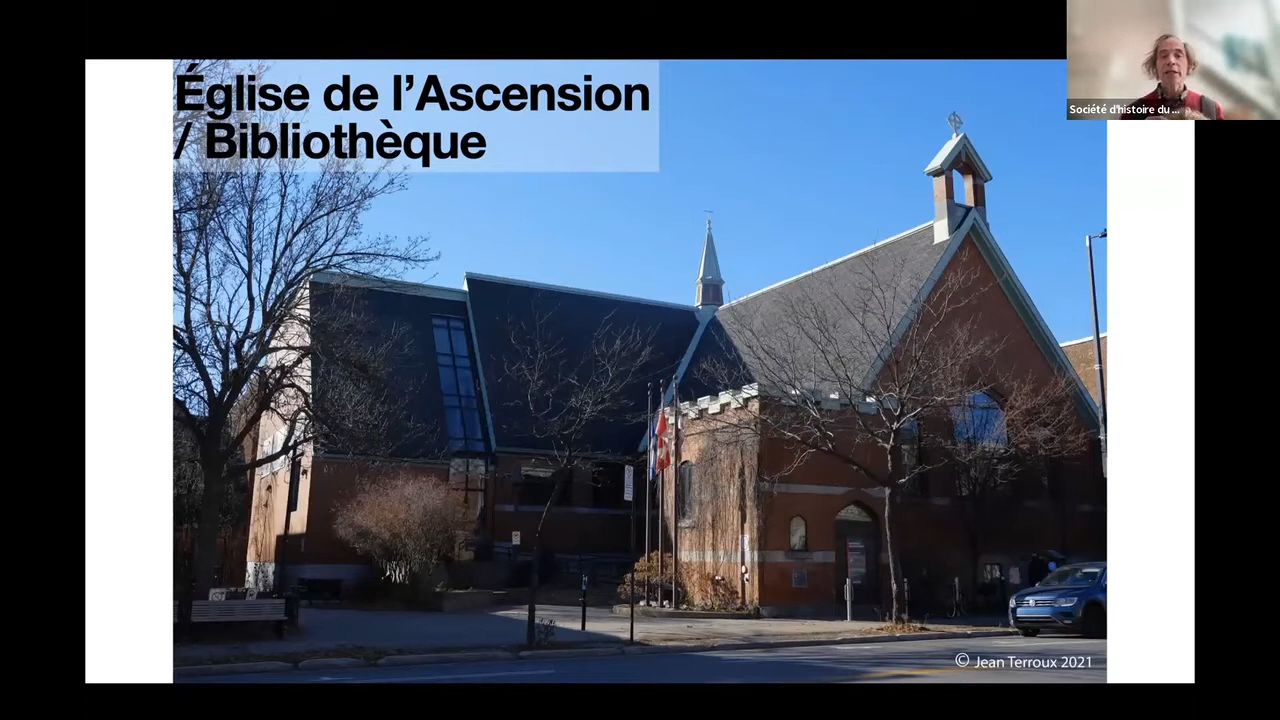 Église de l'Ascension
/ Bibliothèque
Société d'histoire du ...
© Jean Terroux 2021